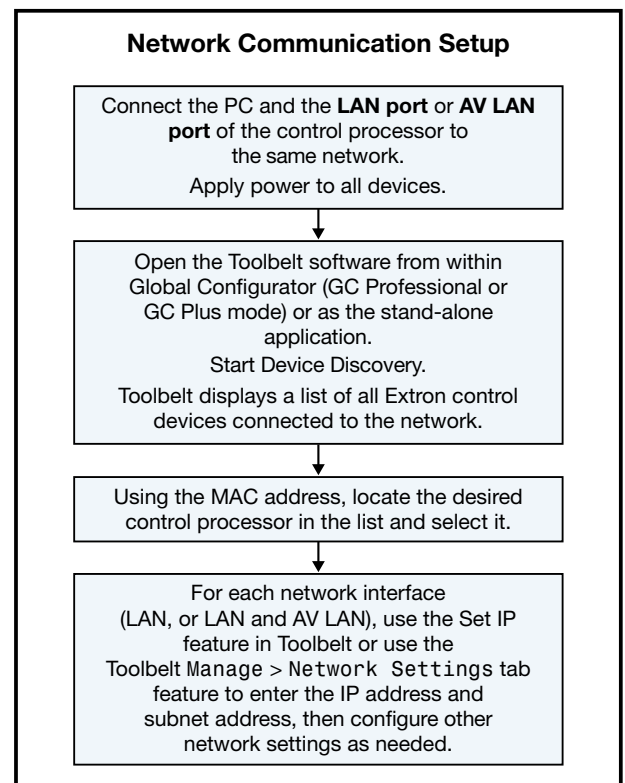 Network Communication Setup
Connect the PC and the LAN port or AV LAN
port of the control processor to
the same network.
Apply power to all devices.
Open the Toolbelt software from within
Global Configurator (GC Professional or
GC Plus mode) or as the stand-alone
application.
Start Device Discovery.
Toolbelt displays a list of all Extron control
devices connected to the network.
Using the MAC address, locate the desired
control processor in the list and select it.
For each network interface
(LAN, or LAN and AV LAN), use the Set IP
feature in Toolbelt or use the
Toolbelt Manage > Network Settings tab
feature to enter the IP address and
subnet address, then configure other
network settings as needed.